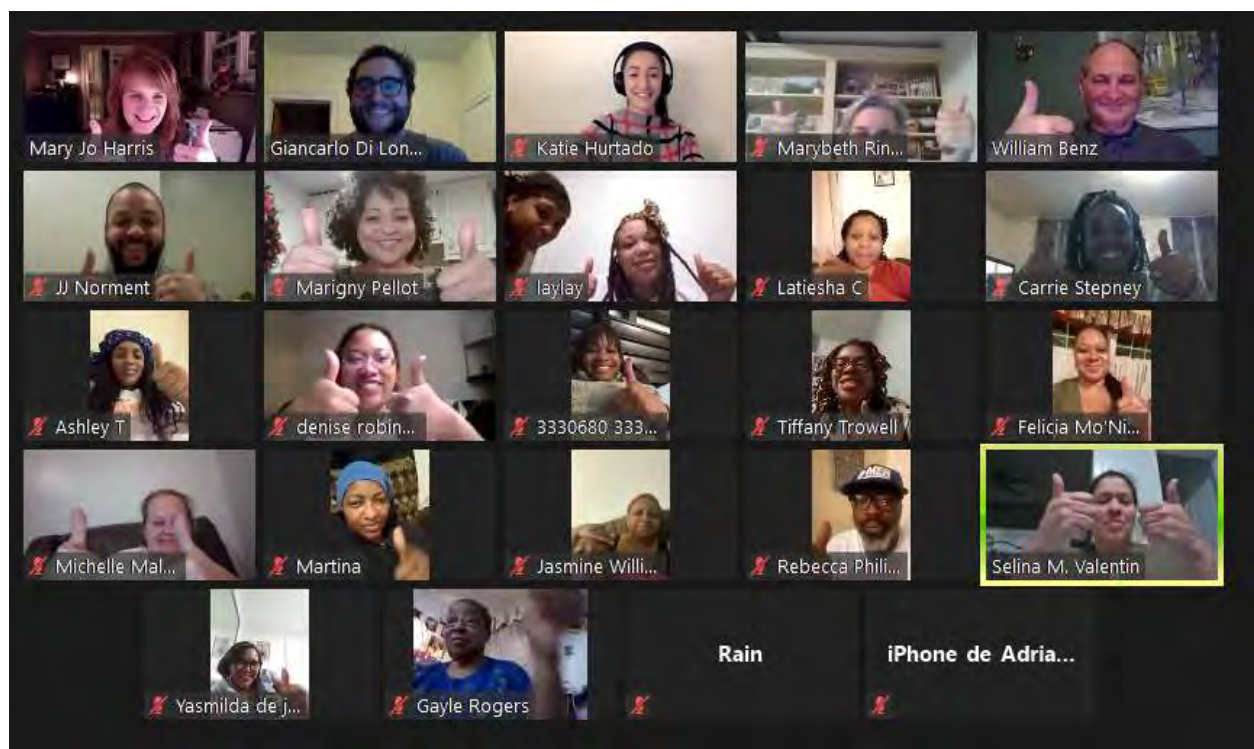 Mary Jo Harris
Giancarlo Di Lon...
Katie Hurtado
Marybeth Rin...
William Benz
JJ Norment
Marigny Pellot
laylay
Latiesha C
Carrie Stepney
Ashley T
denise robin...
3330680 333...
Tiffany Trowell
Felicia Mo'Ni...
Michelle Mal...
Martina
Jasmine Willi...
Rebecca Phili...
Selina M. Valentin
Yasmilda de j...
Gayle Rogers
Rain
iPhone de Adria...